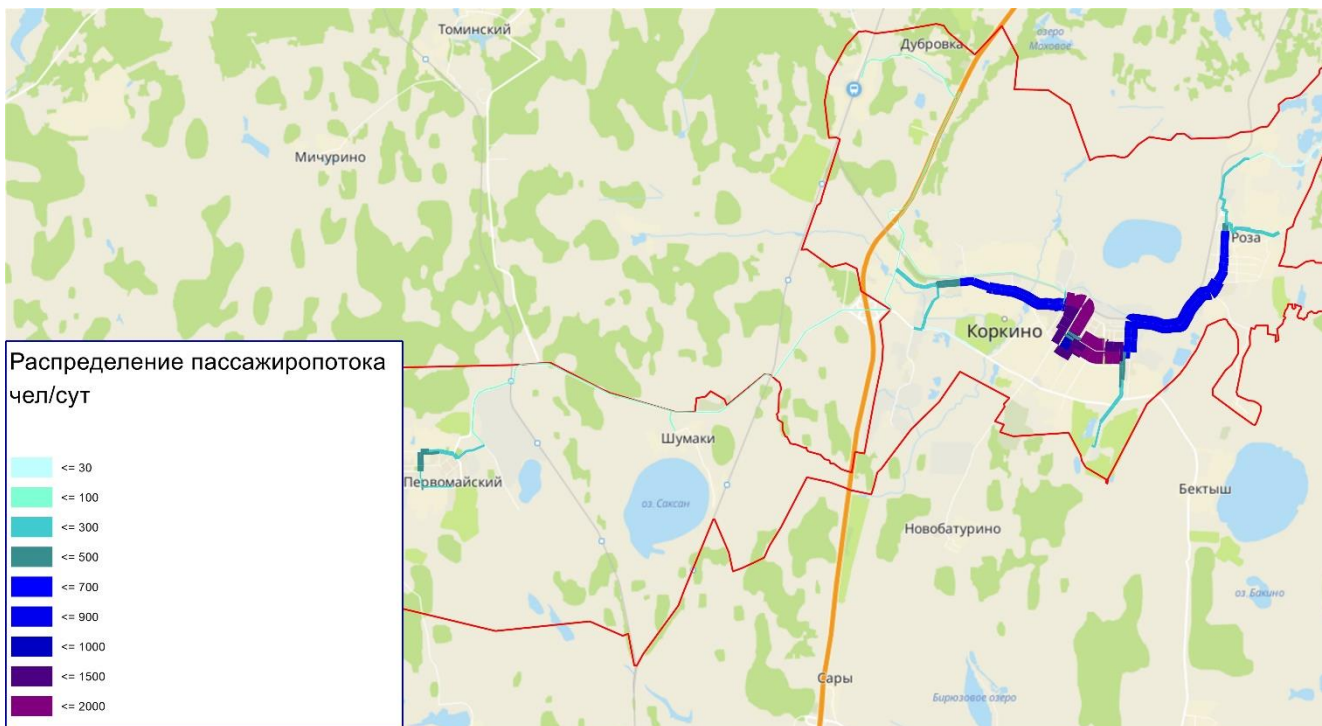 Томинский
Дубровка
озеро
Моховое
Мичурино
Роза
Коркино
Распределение пассажиропотока
чел/сут
Шумаки
<= 30
Первомайский
<= 100
оз. Саксан
Бектыш
<= 300
Новобатурино
<= 500
<= 700
оз. Бакино
<= 900
<= 1000
Сары
<= 1500
Бирюзовое озеро
<= 2000